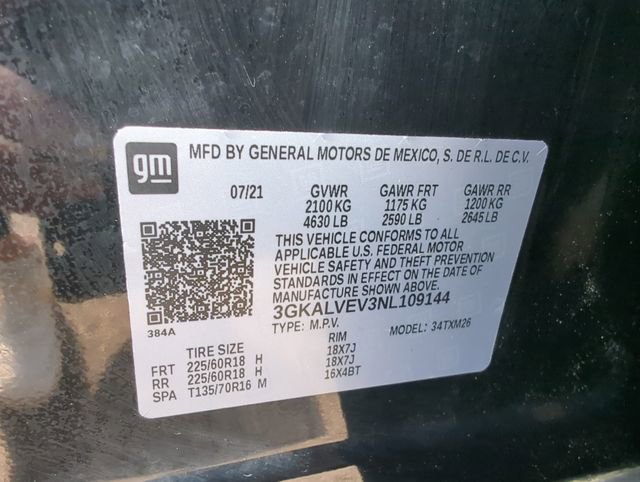 gm
MFD BY GENERAL MOTORS DE MEXICO, S. DE R.L. DE C.V.
07/21 GVWR GAWR FRT GAWR RR
2100 KG 1175 KG 1200 KG
4630 LB 2590 LB 2645 LB
THIS VEHICLE CONFORMS TO ALL
APPLICABLE U.S. FEDERAL MOTOR
VEHICLE SAFETY AND THEFT PREVENTION
STANDARDS IN EFFECT ON THE DATE OF
MANUFACTURE SHOWN ABOVE.
3GKALVEV3NL109144
384A
TYPE: M.P.V. MODEL: 34TXM26
TIRE SIZE RIM
FRT 225/60R18 H 18X7J
RR 225/60R18 H 18X7J
SPA T135/70R16 M 16X4BT